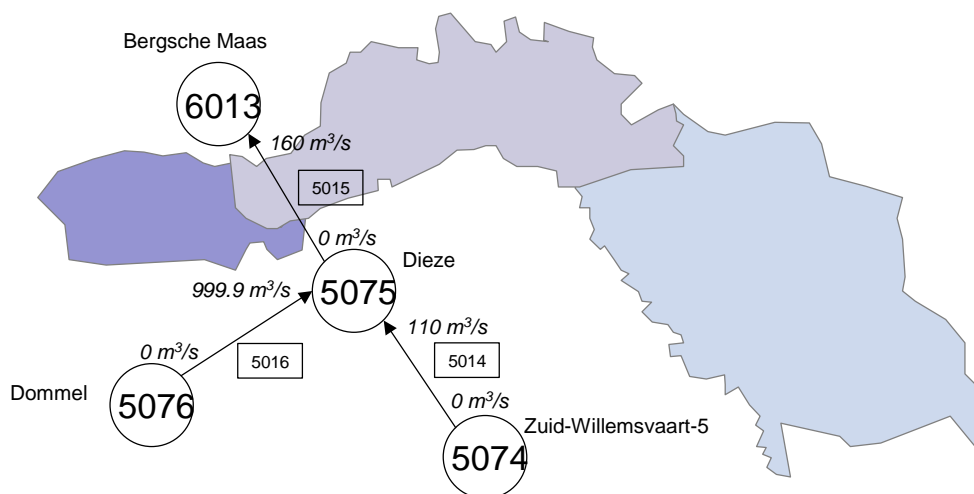 Bergsche Maas
6013
160 m³/s
5015
0 m³/s
Dieze
999.9 m³/s
5075
110 m³/s
0 m³/s
5016
5014
Dommel
5076
0 m³/s
Zuid-Willemsvaart-5
5074